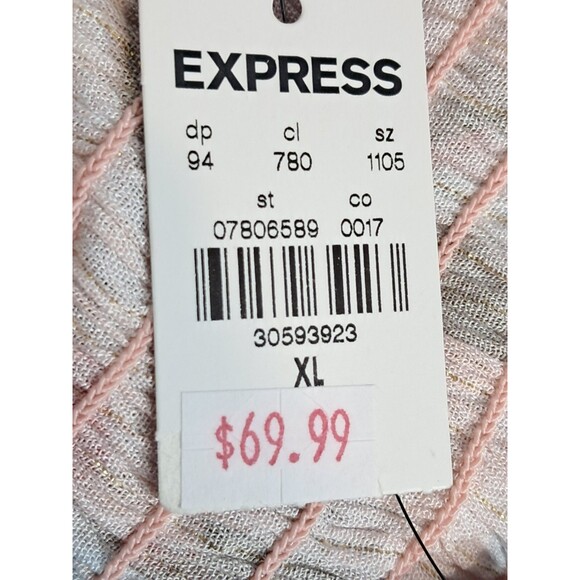 EXPRESS
dp cl sz
94 780 1105
st co
07806589 0017
30593923
XL
$69.99